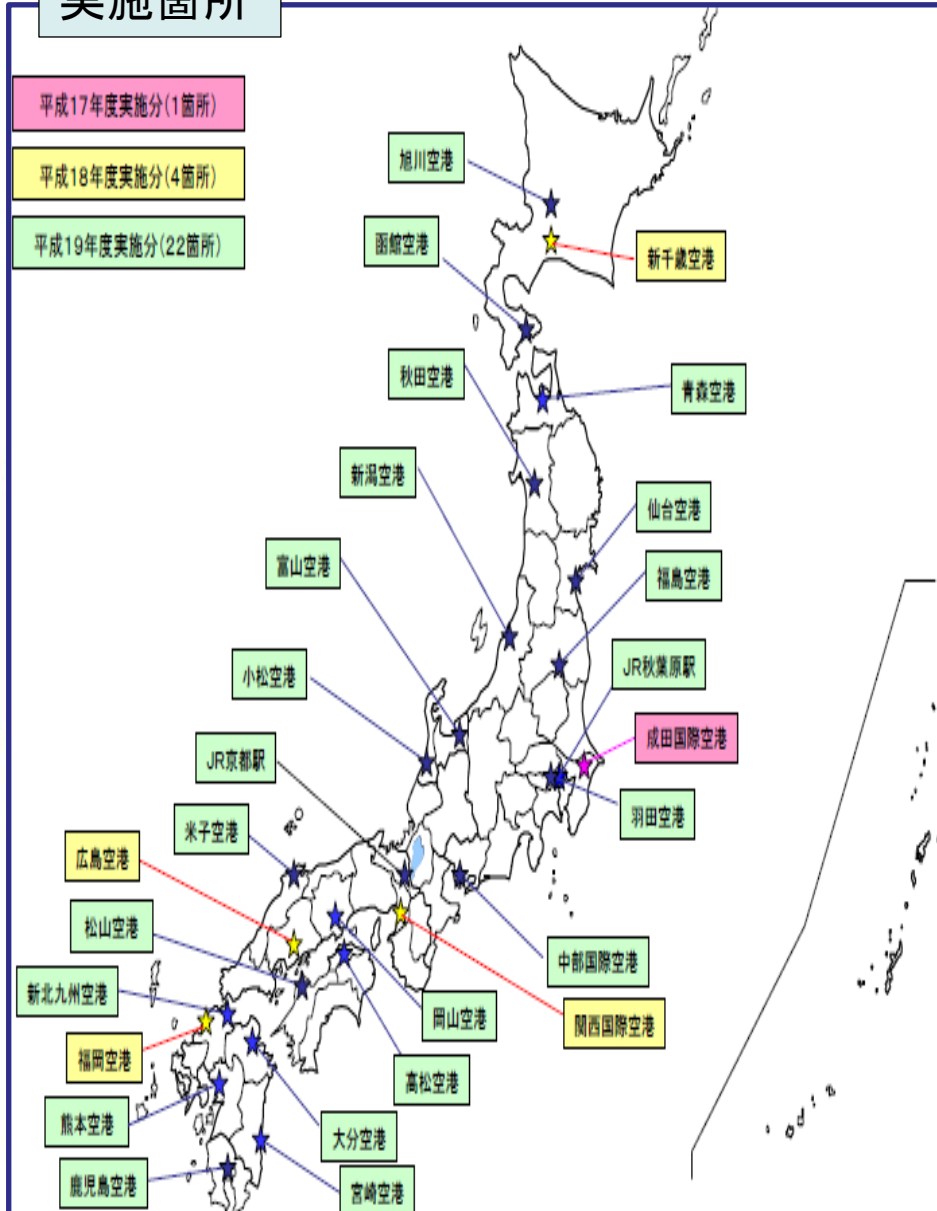 実施箇所
平成17年度実施分(1箇所)
平成18年度実施分(4箇所)
平成19年度実施分(22箇所)
旭川空港
函館空港
新千歳空港
秋田空港
青森空港
新潟空港
仙台空港
富山空港
福島空港
小松空港
JR秋葉原駅
成田国際空港
JR京都駅
羽田空港
米子空港
広島空港
松山空港
中部国際空港
新北九州空港
岡山空港
関西国際空港
福岡空港
高松空港
熊本空港
大分空港
鹿児島空港
宮崎空港